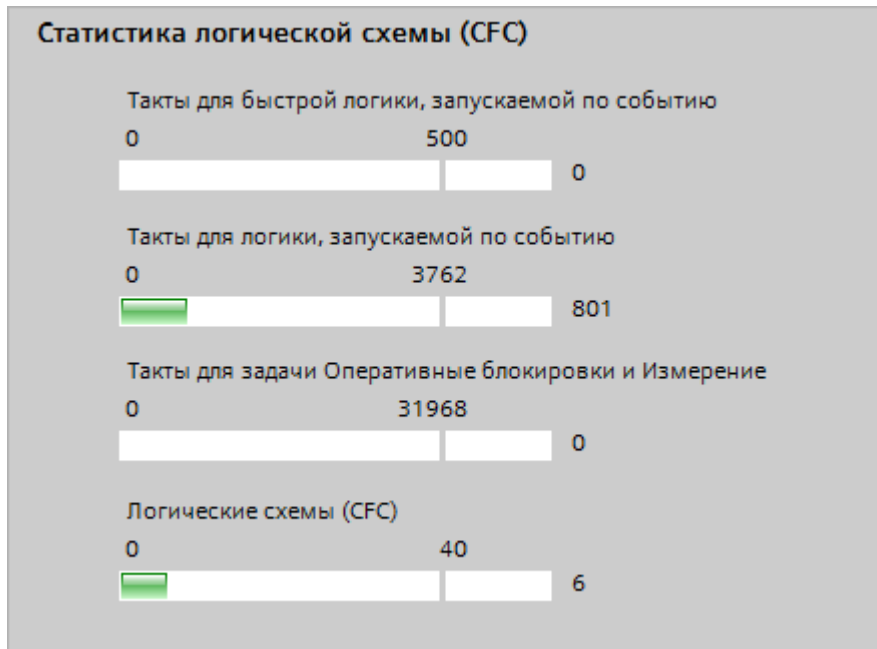 Статистика логической схемы (CFC)
Такты для быстрой логики, запускаемой по событию
0 500
0
Такты для логики, запускаемой по событию
0 3762
801
Такты для задачи Оперативные блокировки и Измерение
0 31968
0
Логические схемы (CFC)
0 40
6